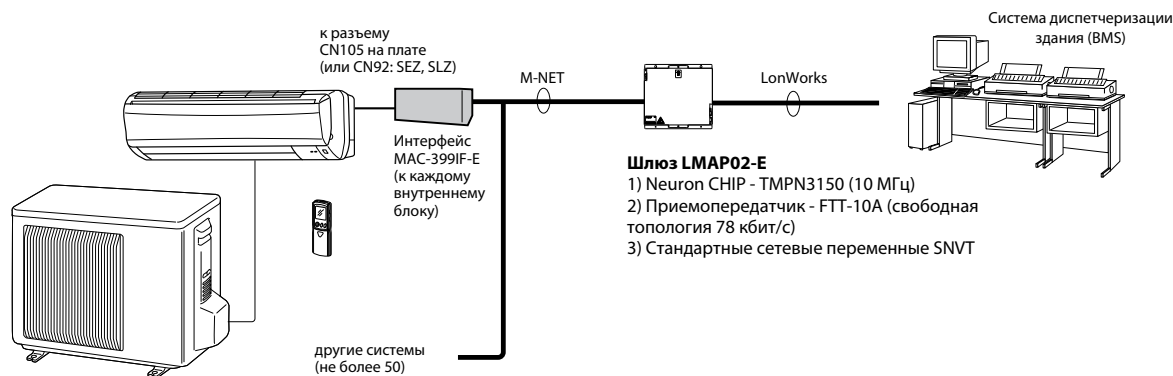 к разъему
CN105 на плате
(или CN92: SEZ, SLZ)
M-NET
LonWorks
Система диспетчеризации
здания (BMS)
Интерфейс
MAC-399IF-E
(к каждому
внутреннему
блоку)
Шлюз LMAP02-E
1) Neuron CHIP - TMPN3150 (10 МГц)
2) Приемопередатчик - FTT-10A (свободная
топология 78 кбит/с)
3) Стандартные сетевые переменные SNVT
другие системы
(не более 50)